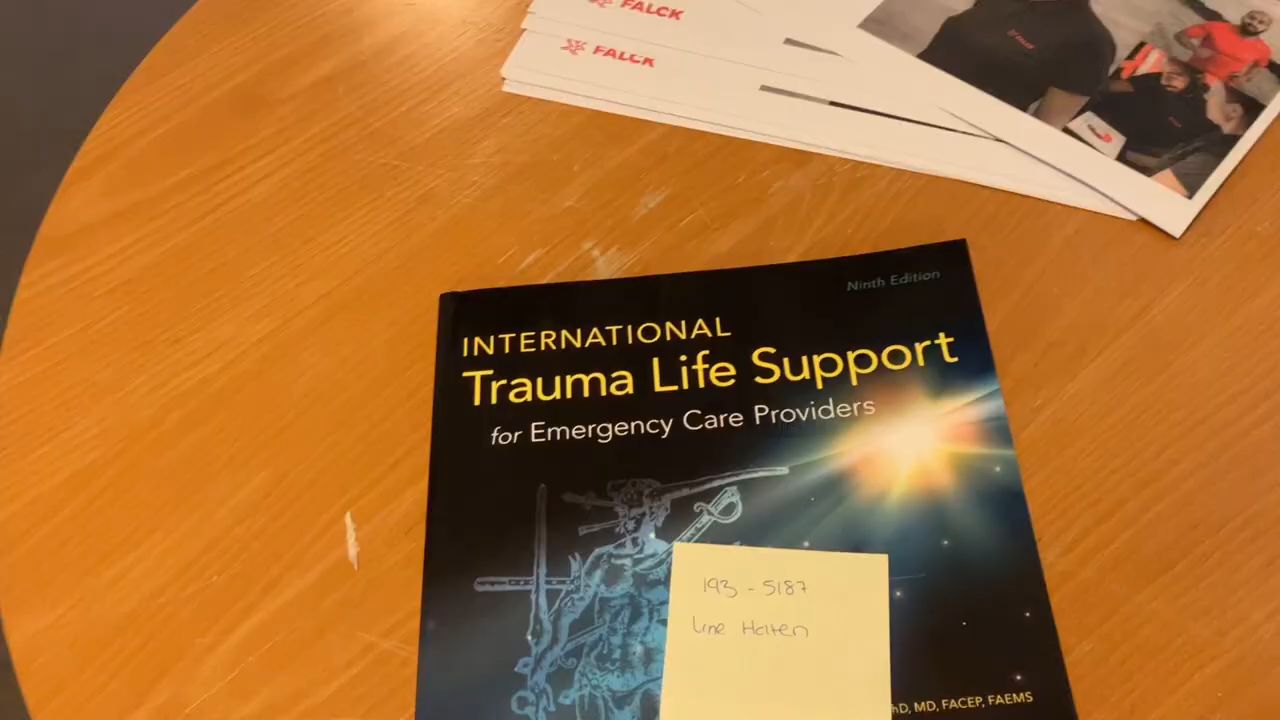 FALCK
FALCK
Ninth Edition
INTERNATIONAL
Trauma Life Support
for Emergency Care Providers
193 - 5187
Line Halten
hD, MD, FACEP, FAEMS